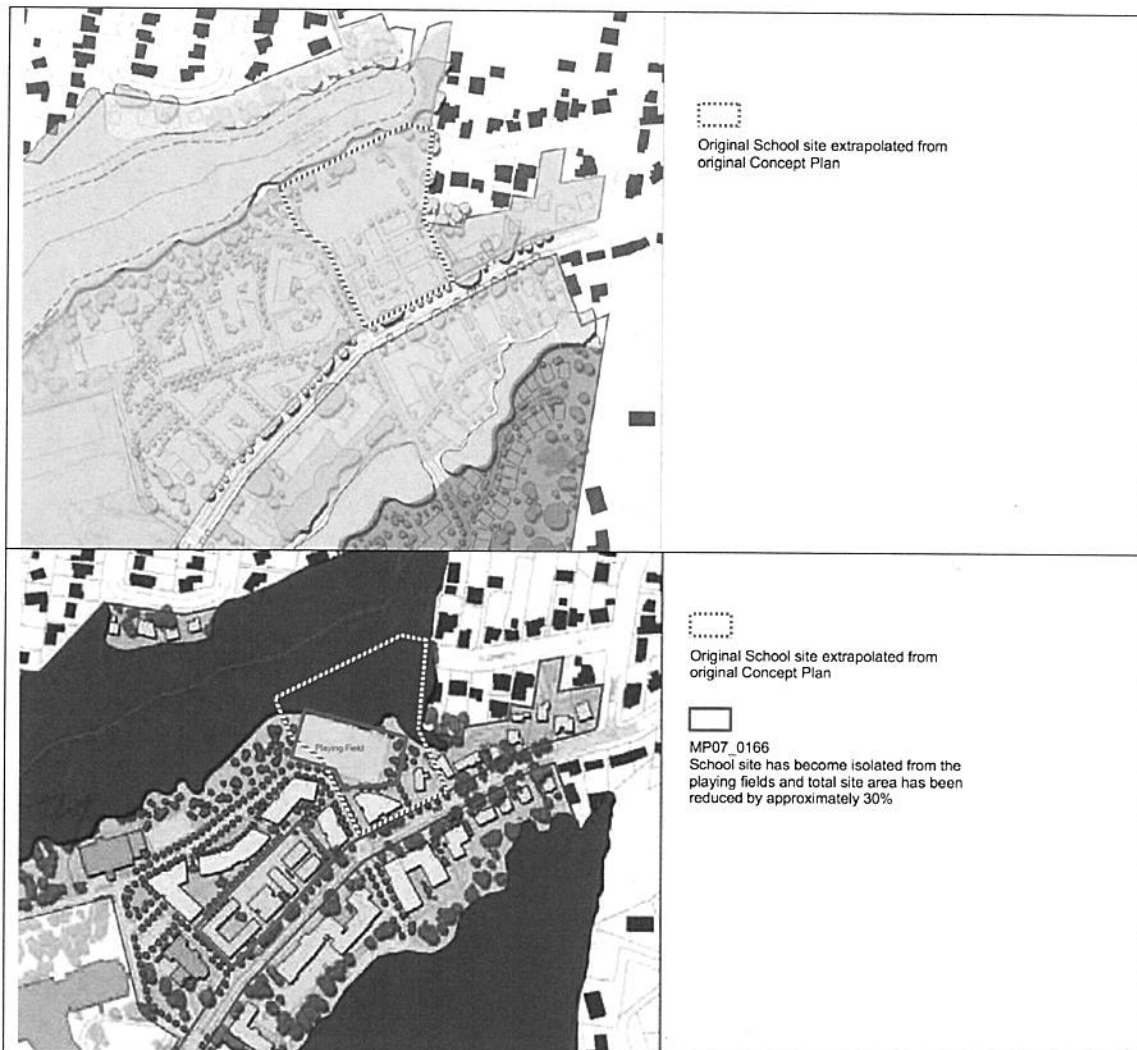 Original School site extrapolated from
original Concept Plan
Playing Field
Original School site extrapolated from
original Concept Plan
MP07_0166
School site has become isolated from the
playing fields and total site area has been
reduced by approximately 30%